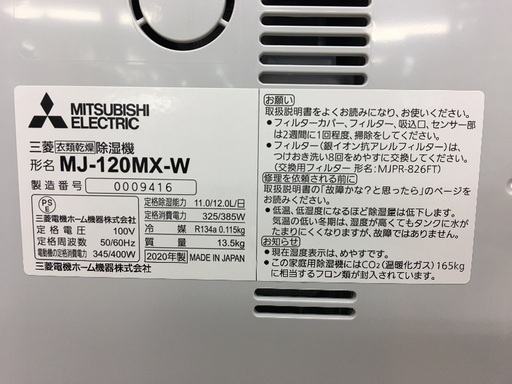 MITSUBISHI
ELECTRIC
三菱 衣類乾燥 除湿機
形名 MJ-120MX-W
製造番号 0009416
PS
E
定格除湿能力 11.0/12.0L/日
定格消費電力 325/385W
定格電圧 100V
冷媒 R134a 0.115kg
定格周波数 50/60Hz
質量 13.5kg
電動機の定格消費電力 345/400W
2020年製 MADE IN JAPAN
三菱電機ホーム機器株式会社
三菱電機ホーム機器株式会社
お願い
取扱説明書をよくお読みになり、お使いください。
●フィルターカバー、フィルター、吸込口、センサー部
は2週間に1回程度、掃除をしてください。
●フィルター(銀イオン抗アレルフィルター)は、
つけおき洗い8回をめやすに交換してください。
(交換用フィルター 形名:MJPR-826FT)
修理を依頼される前に
取扱説明書の「故障かな?と思ったら」のページを
お読みください。
●低温、低湿度になるほど除湿量は低下します。
気温の低い冬期は、湿度が高くてもタンクに水が
たまりにくくなりますが、故障ではありません。
お知らせ
●現在湿度表示は、めやすです。
●この家庭用除湿機にはCO2(温暖化ガス)165kg
に相当するフロン類が封入されています。